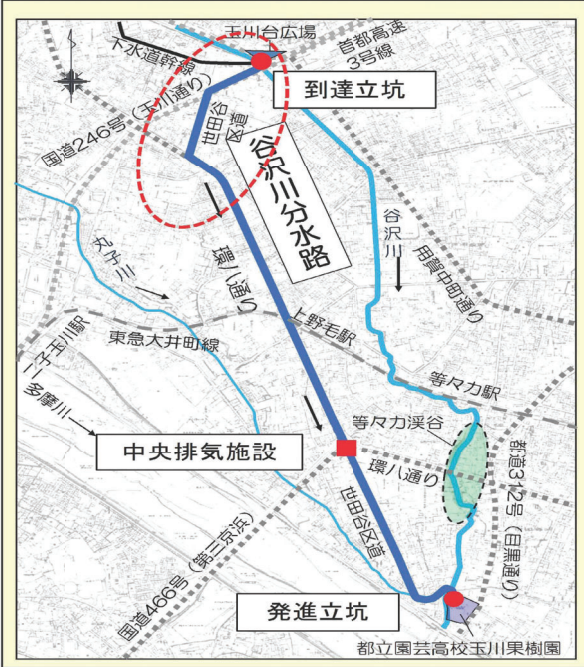 玉川台広場
下水道幹線
首都高速
3号線
到達立坑
国道246号(玉川通り)
世田谷
区道
谷沢川分水路
谷沢川
丸子川
環八通り
用賀中町通り
上野毛駅
東急大井町線
二子玉川駅
多摩川
等々力駅
等々力渓谷
中央排気施設
環八通り
都道312号(目黒通り)
世田谷区道
国道466号(第三京浜)
発進立坑
都立園芸高校玉川果樹園